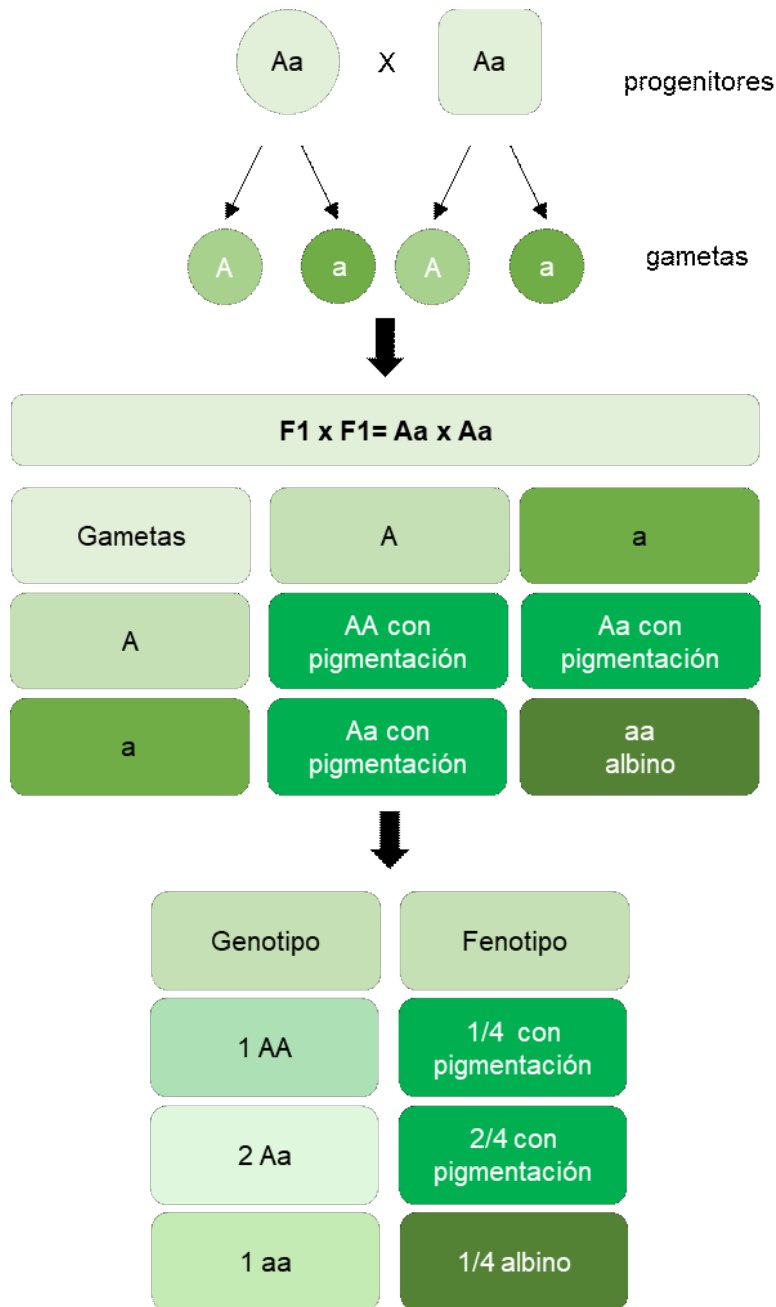 Aa X Aa
progenitores
A a A a
gametas
F1 x F1= Aa x Aa
Gametas A a
A
AA con
pigmentación
Aa con
pigmentación
a
Aa con
pigmentación
aa
albino
Genotipo Fenotipo
1 AA
1/4 con
pigmentación
2 Aa
2/4 con
pigmentación
1 aa
1/4 albino